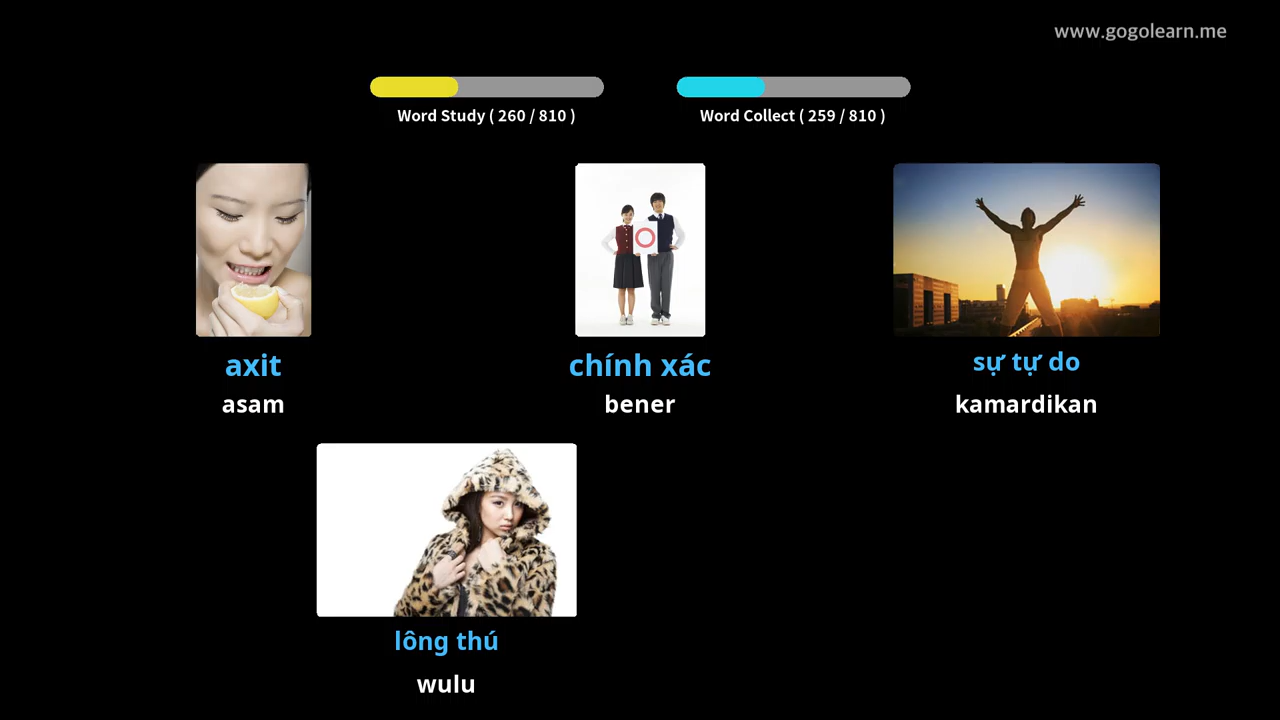 www.gogolearn.me
Word Study ( 260 / 810 )
Word Collect ( 259 / 810 )
axit
asam
chính xác
bener
sự tự do
kamardikan
lông thú
wulu